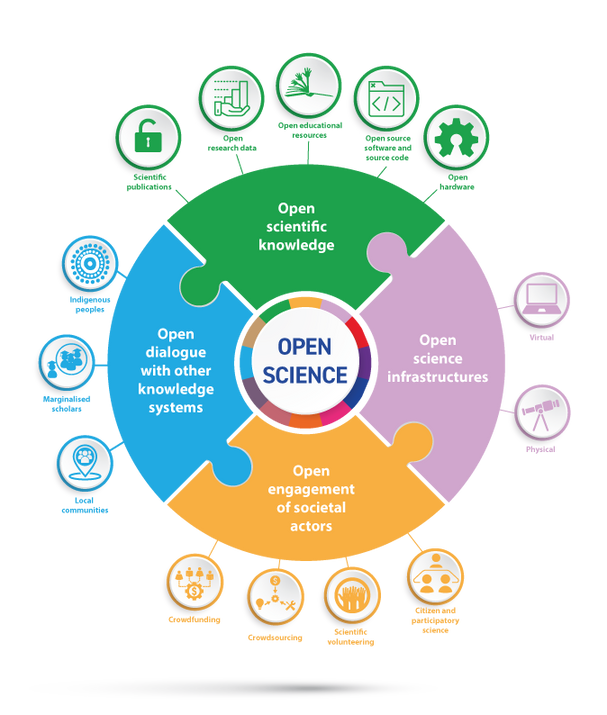 Open educational
resources
Open
research data
Open source
software and
source code
Scientific
publications
Open
hardware
Open
scientific
knowledge
Indigenous
peoples
Marginalised
scholars
Local
communities
Open
dialogue
with other
knowledge
systems
OPEN
SCIENCE
Open
science
infrastructures
Virtual
Physical
Open
engagement
of societal
actors
Crowdfunding
Crowdsourcing
Scientific
volunteering
Citizen and
participatory
science